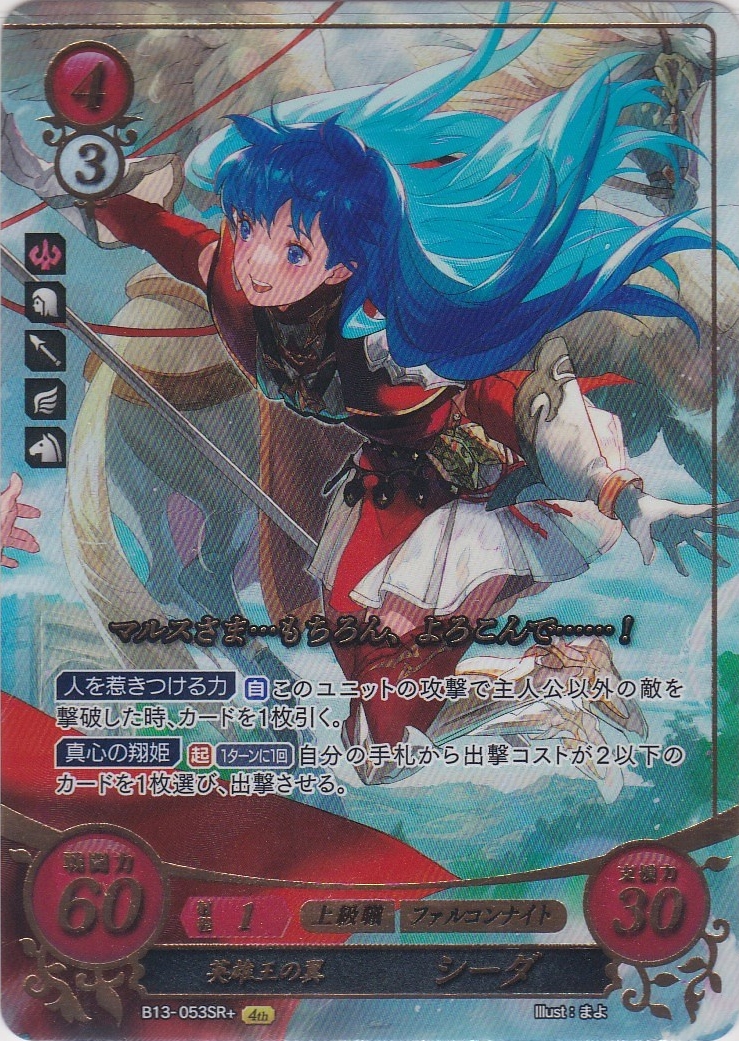 4
3
マルスさま…もちろん、よろこんで……！
人を惹きつける力 自 このユニットの攻撃で主人公以外の敵を
撃破した時、カードを1枚引く。
真心の翔姫 起 1ターンに1回 自分の手札から出撃コストが2以下の
カードを1枚選び、出撃させる。
戦闘力
60
射程 1 上級職 ファルコンナイト
支援力
30
英雄王の翼 シーダ
B13-053SR+ 4th Illust：まよ